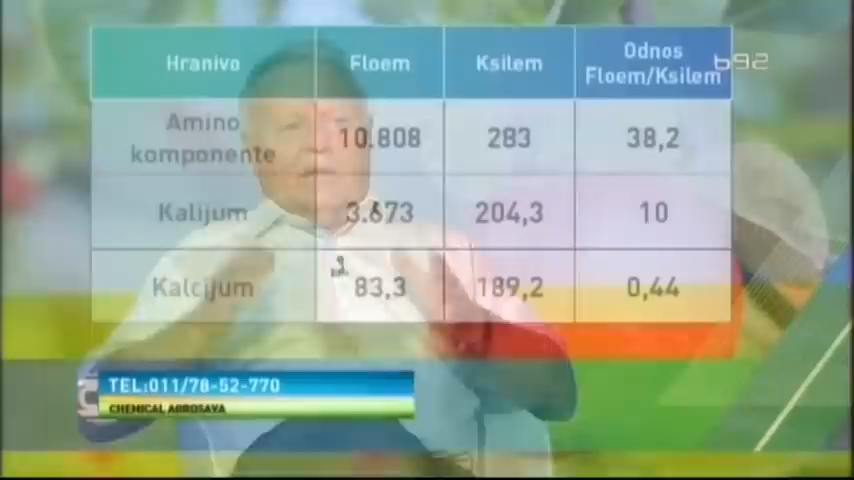 Hranivo Floem Ksilem Odnos
Floem/Ksilem
b92
Amino
komponente 10.808 283 38,2
Kalijum 3.673 204,3 10
Kalcijum 83,3 189,2 0,44
TEL:011/78-52-770
CHEMICAL AGROSAVA